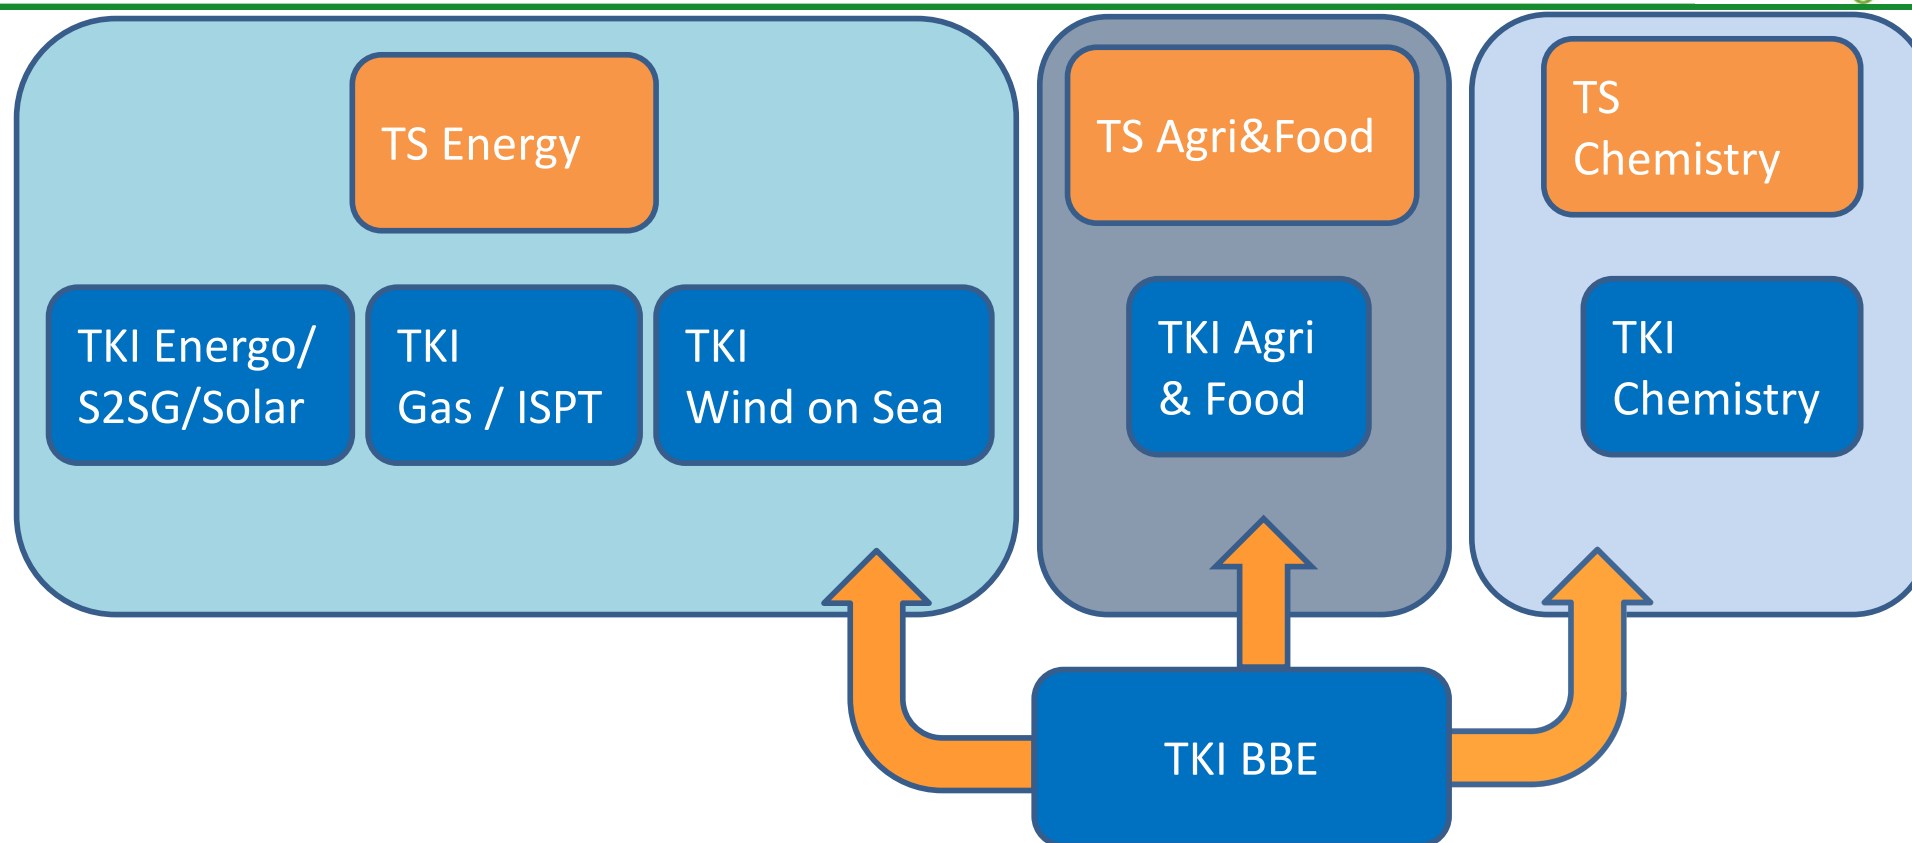 TS Energy
TS Agri&Food
TS
Chemistry
TKI Energo/
S2SG/Solar
TKI
Gas / ISPT
TKI
Wind on Sea
TKI Agri
& Food
TKI
Chemistry
TKI BBE